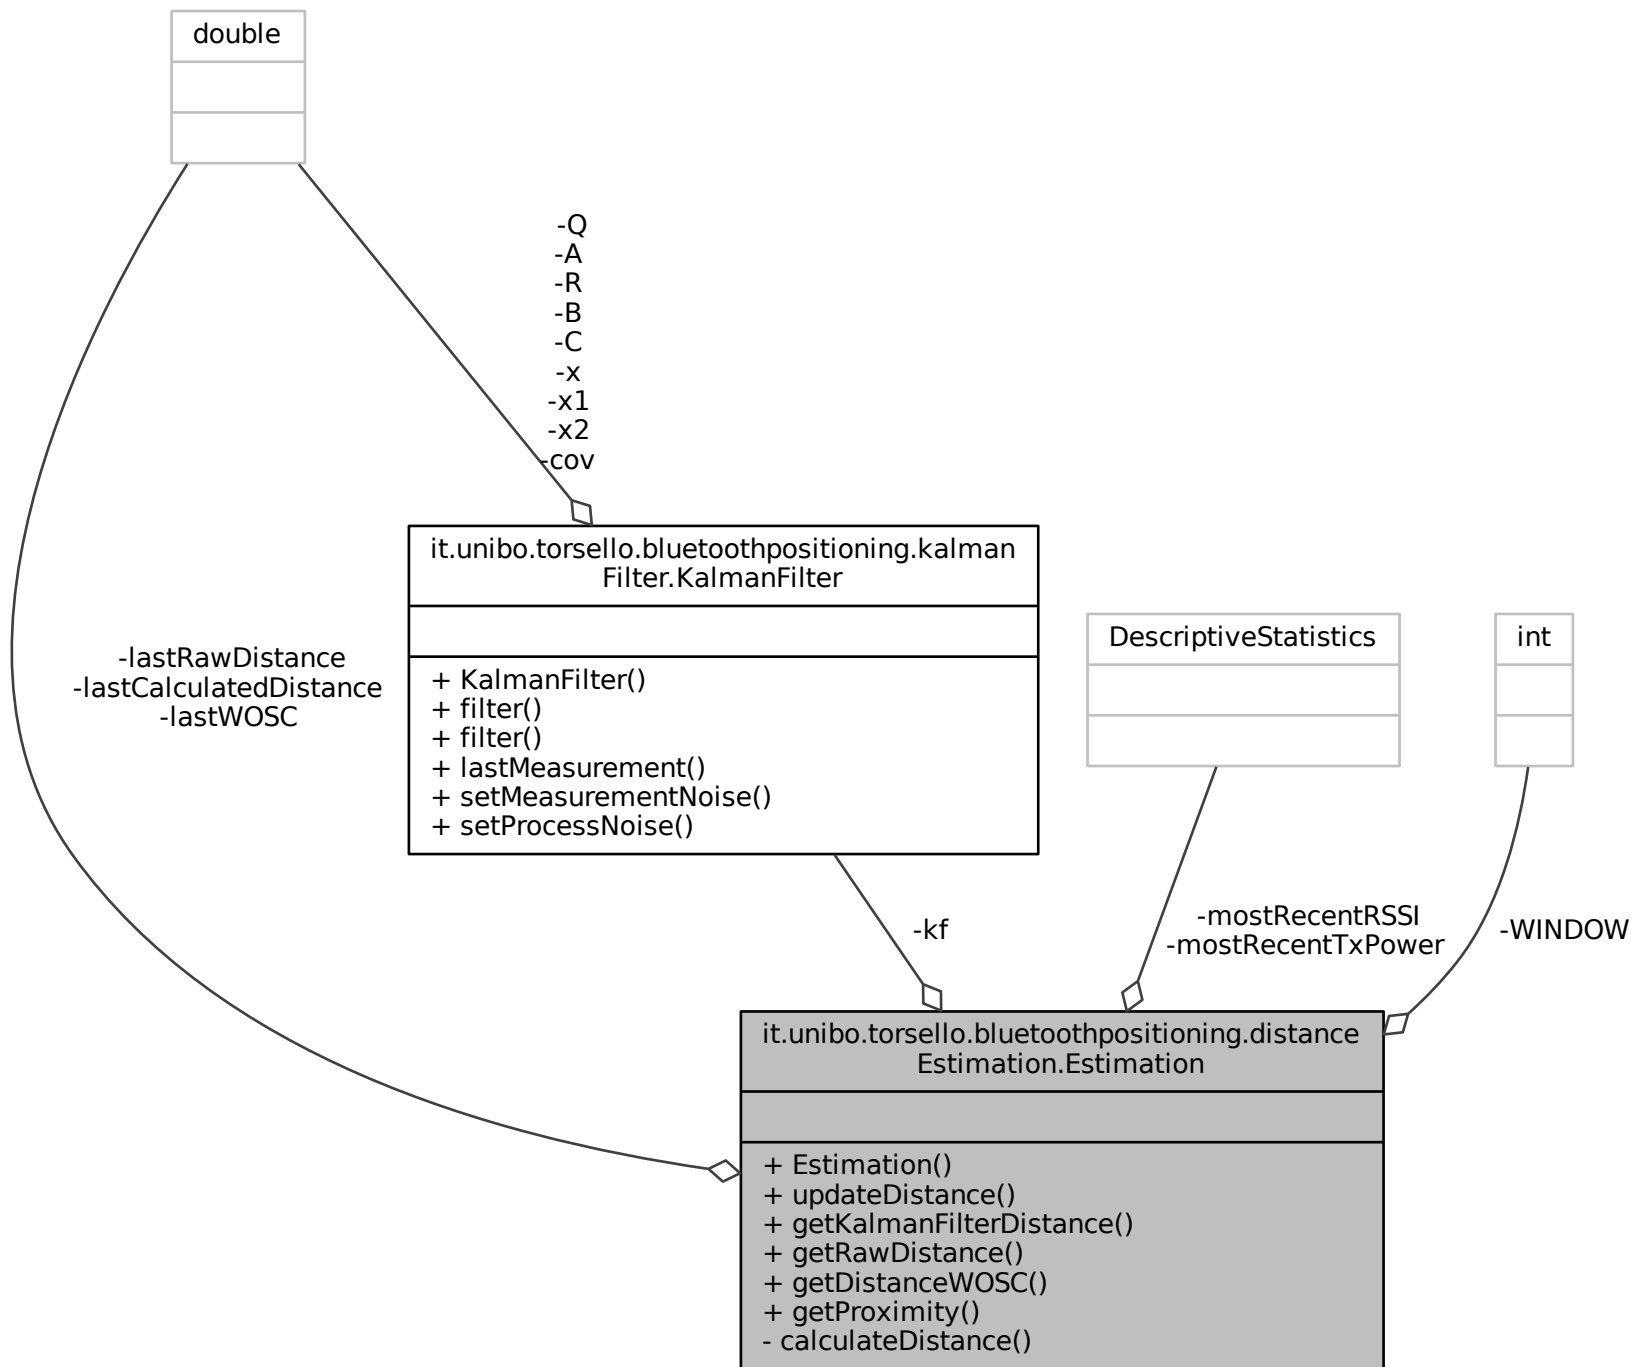 double
-Q
-A
-R
-B
-C
-x
-x1
-x2
-cov
it.unibo.torsello.bluetoothpositioning.kalman
Filter.KalmanFilter
+ KalmanFilter()
+ filter()
+ filter()
+ lastMeasurement()
+ setMeasurementNoise()
+ setProcessNoise()
DescriptiveStatistics
int
-lastRawDistance
-lastCalculatedDistance
-lastWOSC
-kf
-mostRecentRSSI
-mostRecentTxPower
-WINDOW
it.unibo.torsello.bluetoothpositioning.distance
Estimation.Estimation
+ Estimation()
+ updateDistance()
+ getKalmanFilterDistance()
+ getRawDistance()
+ getDistanceWOSC()
+ getProximity()
- calculateDistance()